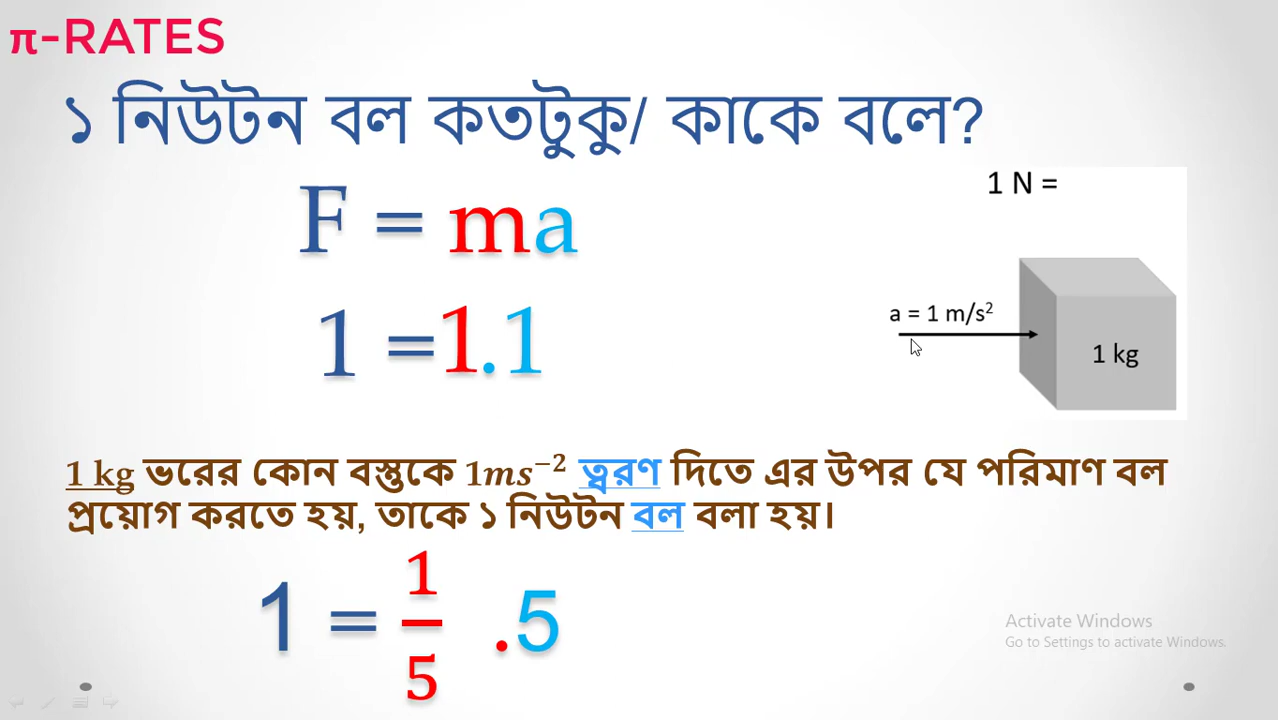 π-RATES
১ নিউটন বল কতটুকু/ কাকে বলে?
F = ma
1 = 1.1
1 N =
a = 1 m/s²
1 kg
1 kg ভরের কোন বস্তুকে 1ms⁻² ত্বরণ দিতে এর উপর যে পরিমাণ বল
প্রয়োগ করতে হয়, তাকে ১ নিউটন বল বলা হয়।
1 = 1/5 .5
Activate Windows
Go to Settings to activate Windows.